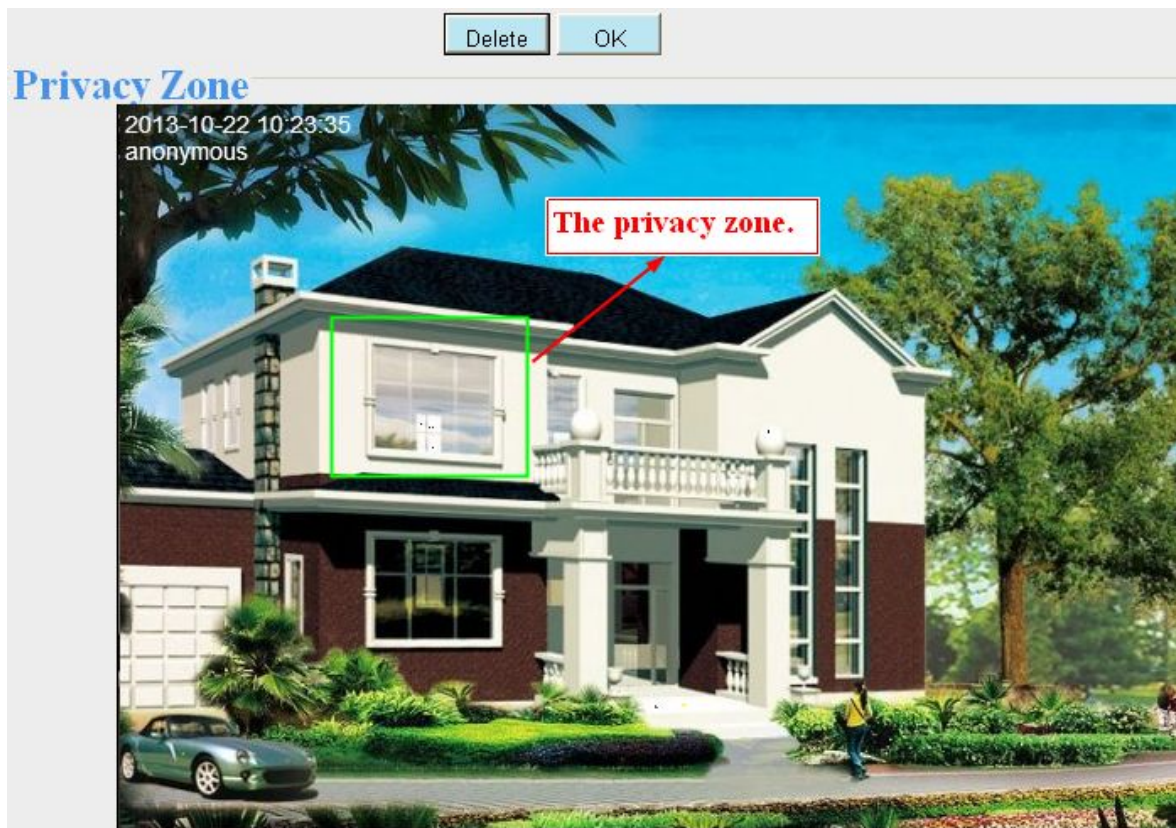 Delete OK
Privacy Zone
2013-10-22 10:23:35
anonymous
The privacy zone.